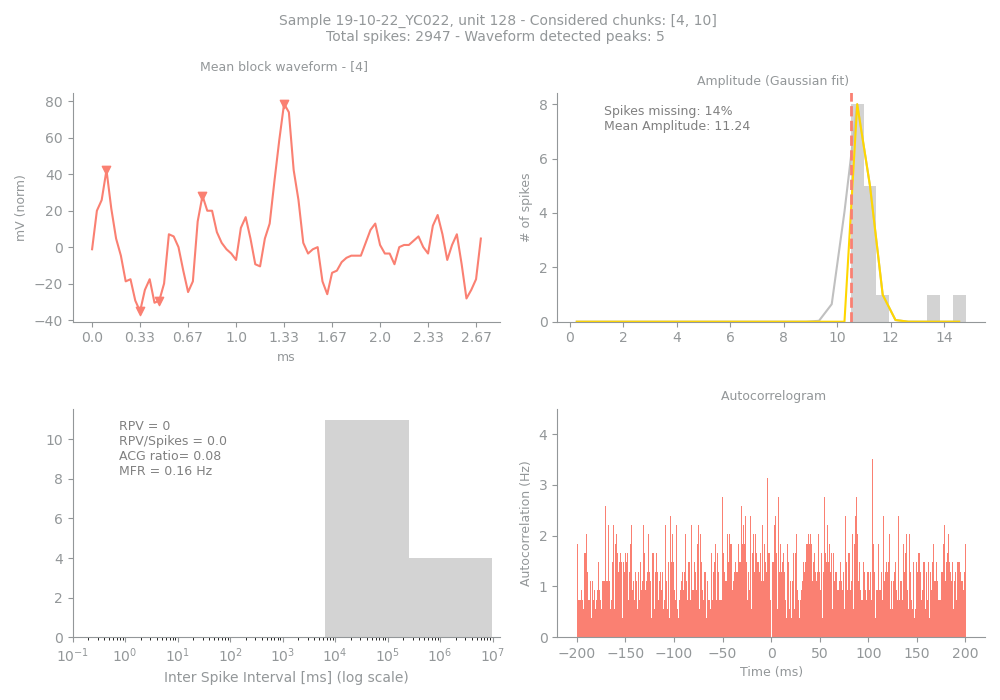 Sample 19-10-22_YC022, unit 128 - Considered chunks: [4, 10]
Total spikes: 2947 - Waveform detected peaks: 5
Mean block waveform - [4]
80
60
40
20
0
−20
−40
mV (norm)
0.0 0.33 0.67 1.0 1.33 1.67 2.0 2.33 2.67
ms
Amplitude (Gaussian fit)
Spikes missing: 14%
Mean Amplitude: 11.24
8
6
4
2
0
# of spikes
0 2 4 6 8 10 12 14
RPV = 0
RPV/Spikes = 0.0
ACG ratio= 0.08
MFR = 0.16 Hz
10
8
6
4
2
0
10⁻¹ 10⁰ 10¹ 10² 10³ 10⁴ 10⁵ 10⁶ 10⁷
Inter Spike Interval [ms] (log scale)
Autocorrelogram
4
3
2
1
0
Autocorrelation (Hz)
−200 −150 −100 −50 0 50 100 150 200
Time (ms)